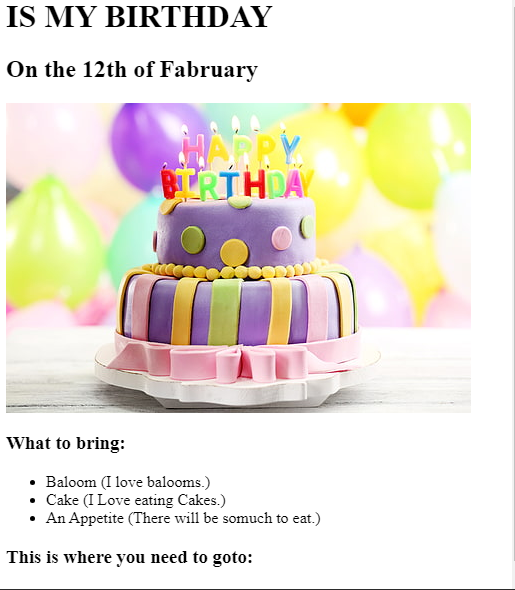 IS MY BIRTHDAY
On the 12th of Fabruary
HAPPY
BIRTHDAY
What to bring:
Baloom (I love balooms.)
Cake (I Love eating Cakes.)
An Appetite (There will be somuch to eat.)
This is where you need to goto: